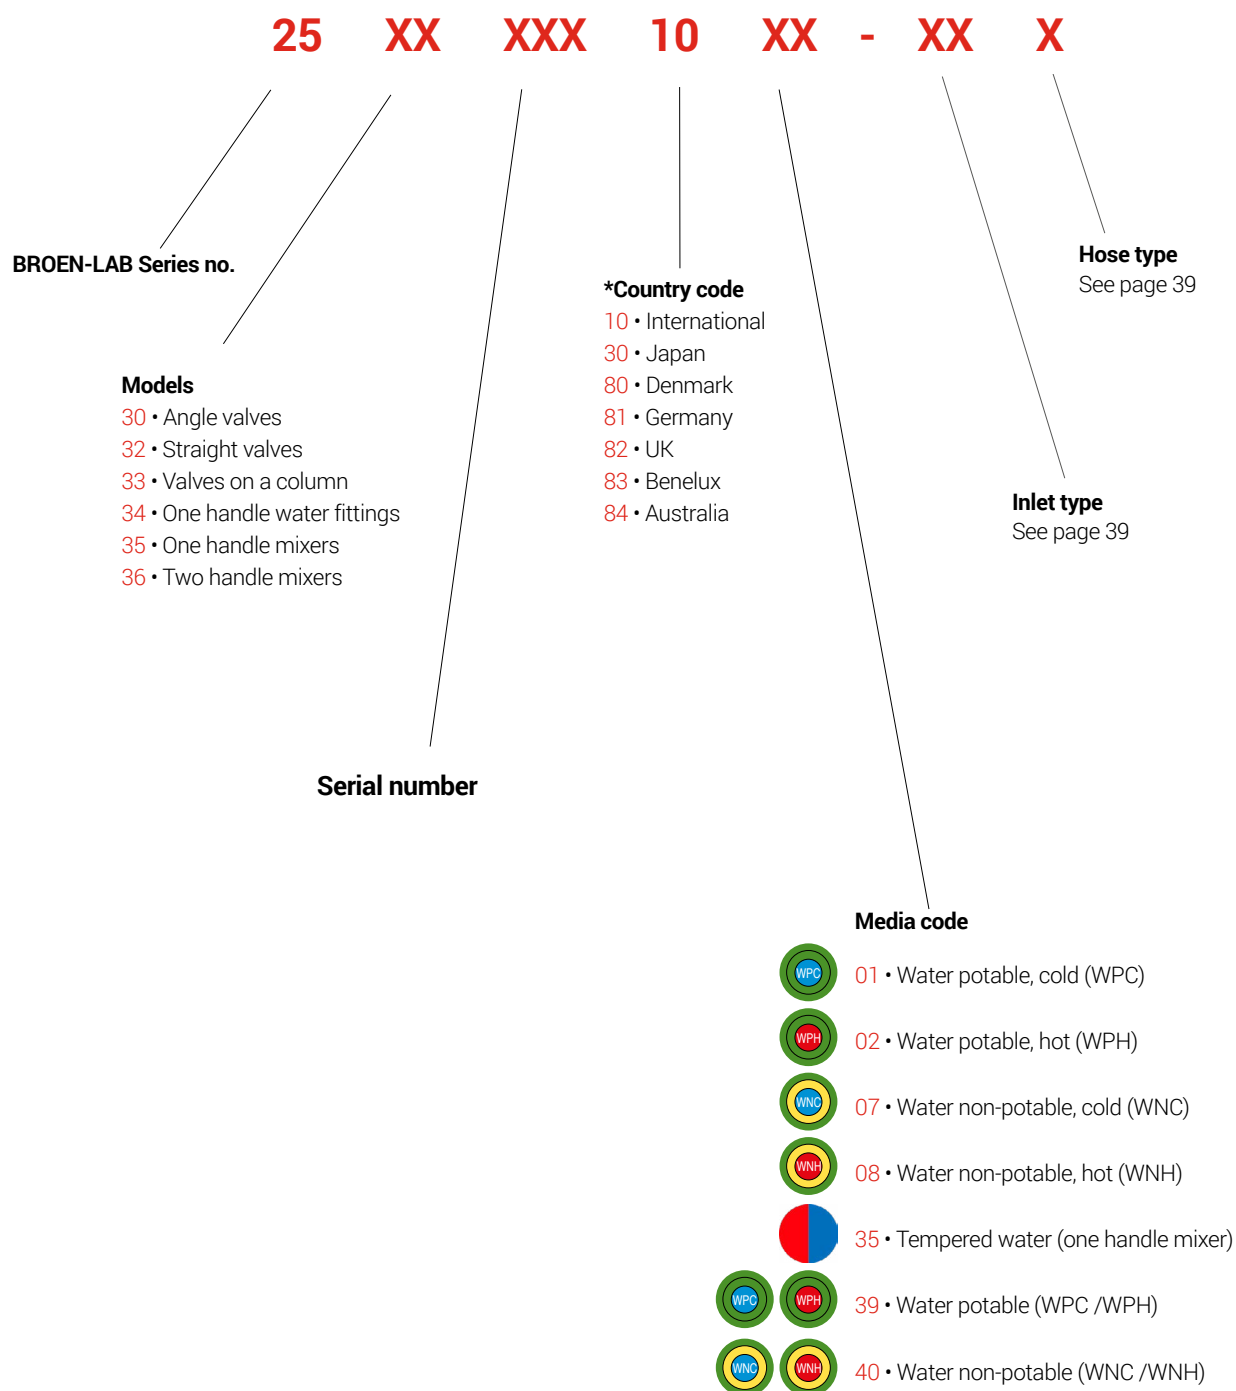 25 XX XXX 10 XX - XX X
BROEN-LAB Series no.
Models
30 • Angle valves
32 • Straight valves
33 • Valves on a column
34 • One handle water fittings
35 • One handle mixers
36 • Two handle mixers
Serial number
*Country code
10 • International
30 • Japan
80 • Denmark
81 • Germany
82 • UK
83 • Benelux
84 • Australia
Hose type
See page 39
Inlet type
See page 39
Media code
WPC 01 • Water potable, cold (WPC)
WPH 02 • Water potable, hot (WPH)
WNC 07 • Water non-potable, cold (WNC)
WNH 08 • Water non-potable, hot (WNH)
35 • Tempered water (one handle mixer)
WPC WPH 39 • Water potable (WPC /WPH)
WNC WNH 40 • Water non-potable (WNC /WNH)